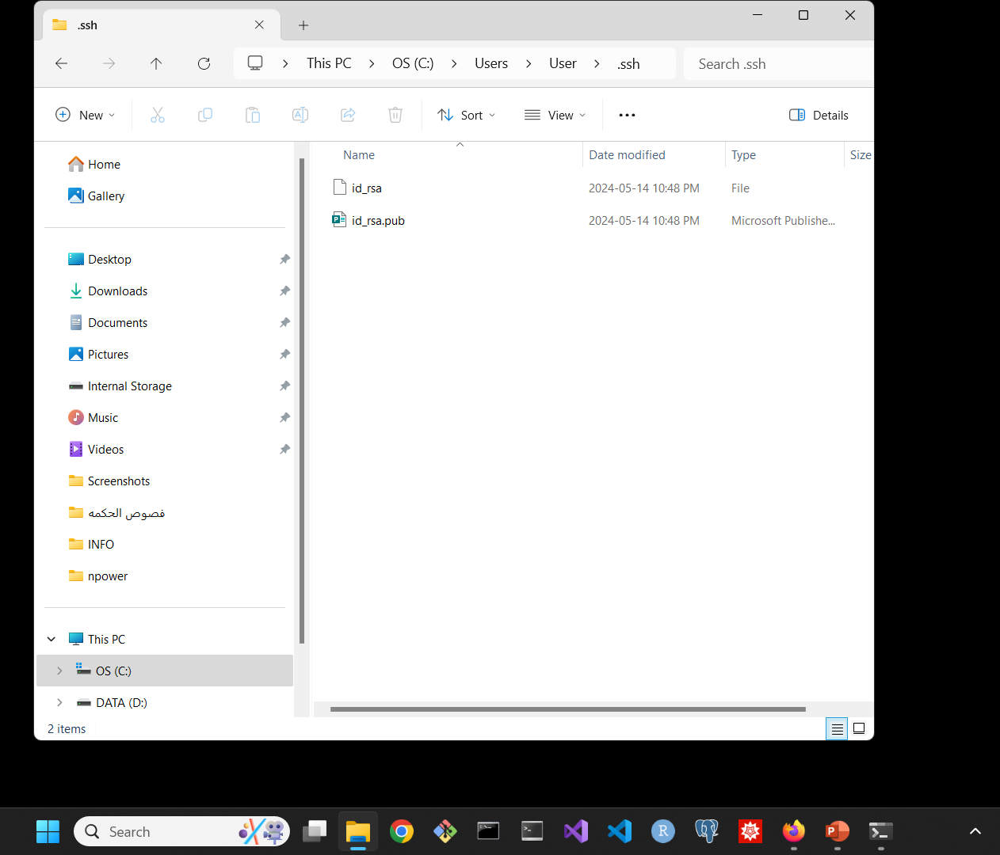 .ssh
This PC
OS (C:)
Users
User
.ssh
Search .ssh
New
Sort
View
Details
Name
Date modified
Type
Size
id_rsa
2024-05-14 10:48 PM
File
id_rsa.pub
2024-05-14 10:48 PM
Microsoft Publishe...
Home
Gallery
Desktop
Downloads
Documents
Pictures
Internal Storage
Music
Videos
Screenshots
فصوص الحكمه
INFO
npower
This PC
OS (C:)
DATA (D:)
2 items
Search